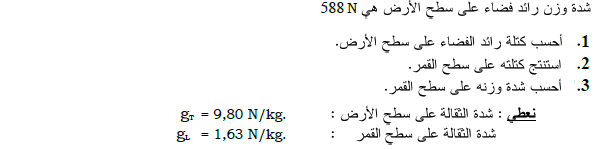 شدة وزن رائد فضاء على سطح الأرض هي 588 N
1. أحسب كتلة رائد الفضاء على سطح الأرض.
2. استنتج كتلته على سطح القمر.
3. أحسب شدة وزنه على سطح القمر.
نعطي : شدة الثقالة على سطح الأرض : gT = 9,80 N/kg.
شدة الثقالة على سطح القمر : gL = 1,63 N/kg.